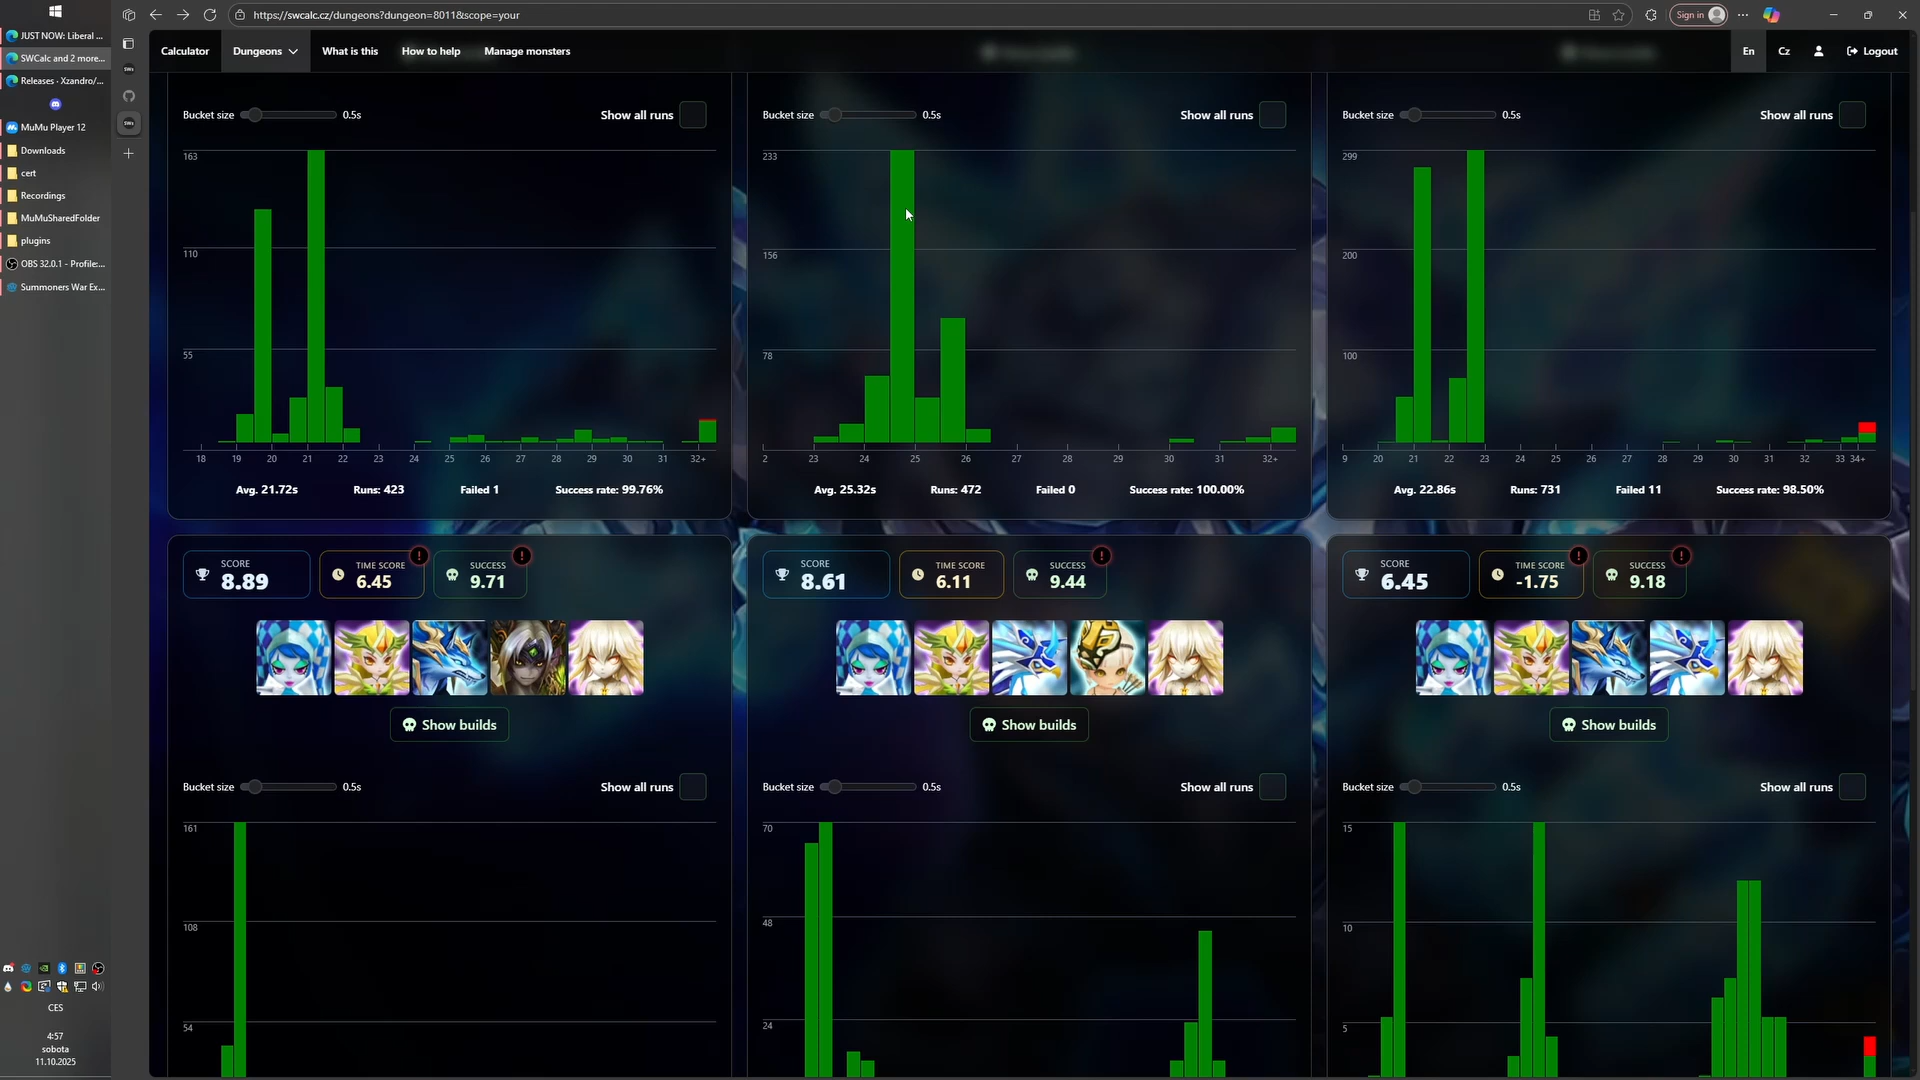 https://swcalc.cz/dungeons?dungeon=8011&scope=your
Sign in
JUST NOW: Liberal ...
SWCalc and 2 more...
Releases · Xzandro/...
MuMu Player 12
Downloads
cert
Recordings
MuMuSharedFolder
plugins
OBS 32.0.1 - Profile:...
Summoners War Ex...
Calculator
Dungeons
What is this
How to help
Manage monsters
En
Cz
Logout
Bucket size
0.5s
Show all runs
163
110
55
18 19 20 21 22 23 24 25 26 27 28 29 30 31 32+
Avg. 21.72s
Runs: 423
Failed 1
Success rate: 99.76%
Bucket size
0.5s
Show all runs
233
156
78
2 23 24 25 26 27 28 29 30 31 32+
Avg. 25.32s
Runs: 472
Failed 0
Success rate: 100.00%
Bucket size
0.5s
Show all runs
299
200
100
9 20 21 22 23 24 25 26 27 28 29 30 31 32 33 34+
Avg. 22.86s
Runs: 731
Failed 11
Success rate: 98.50%
SCORE
8.89
TIME SCORE
6.45
!
SUCCESS
9.71
!
Show builds
Bucket size
0.5s
Show all runs
161
108
54
SCORE
8.61
TIME SCORE
6.11
SUCCESS
9.44
!
Show builds
Bucket size
0.5s
Show all runs
70
48
24
SCORE
6.45
TIME SCORE
-1.75
!
SUCCESS
9.18
!
Show builds
Bucket size
0.5s
Show all runs
15
10
5
CES
4:57
sobota
11.10.2025